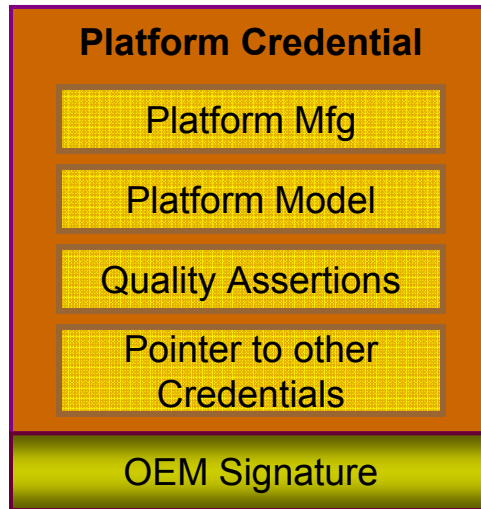 Platform Credential
Platform Mfg
Platform Model
Quality Assertions
Pointer to other
Credentials
OEM Signature